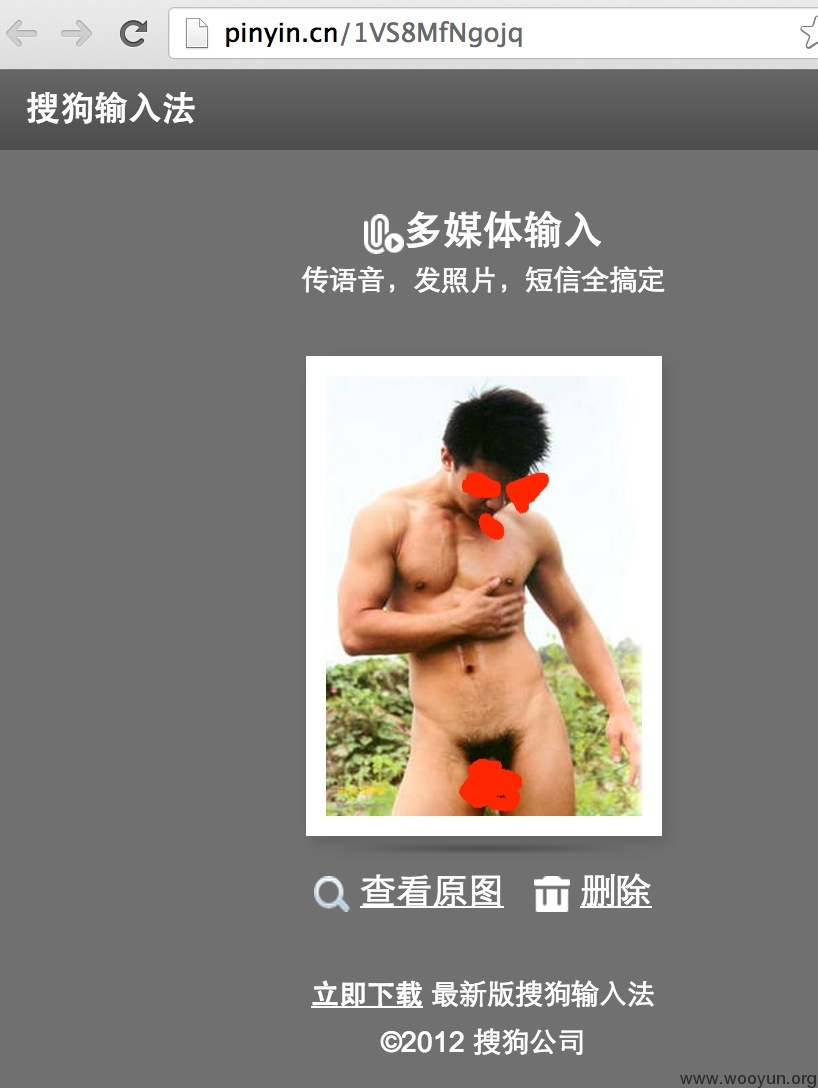 pinyin.cn/1VS8MfNgojq
搜狗输入法
多媒体输入
传语音，发照片，短信全搞定
查看原图 删除
立即下载 最新版搜狗输入法
©2012 搜狗公司
www.wooyun.org